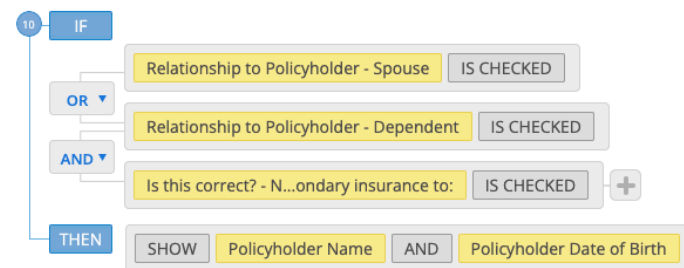 10 IF
Relationship to Policyholder - Spouse IS CHECKED
OR
Relationship to Policyholder - Dependent IS CHECKED
AND
Is this correct? - N...ondary insurance to: IS CHECKED
THEN SHOW Policyholder Name AND Policyholder Date of Birth